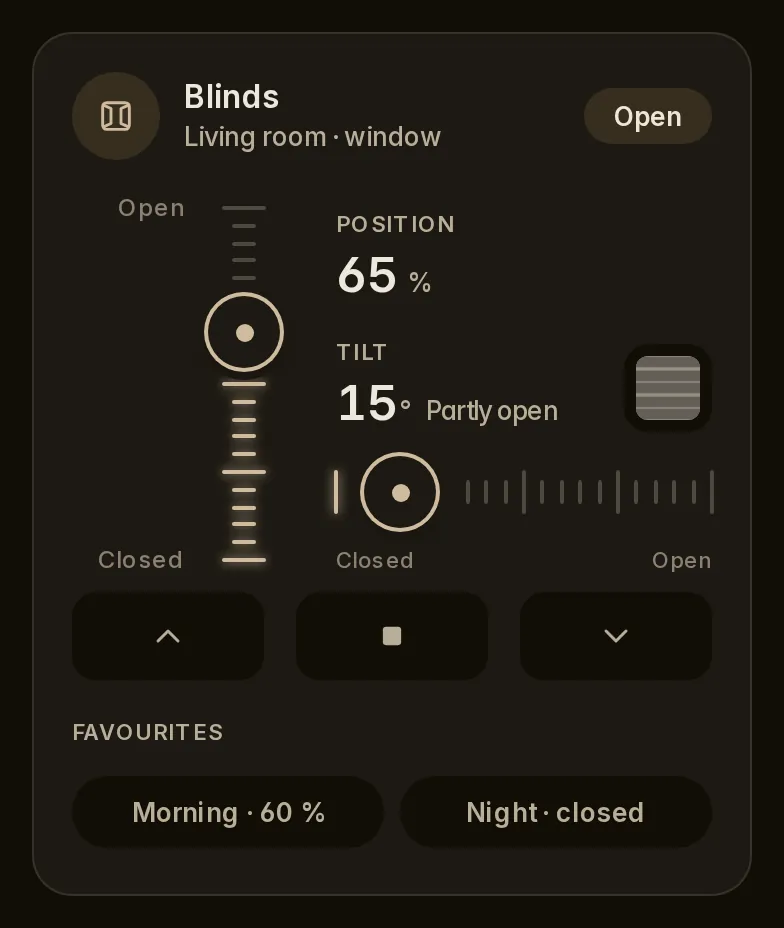 Blinds
Living room · window
Open
Open
POSITION
65 %
TILT
15° Partly open
Closed
Closed
Open
FAVOURITES
Morning · 60 %
Night · closed